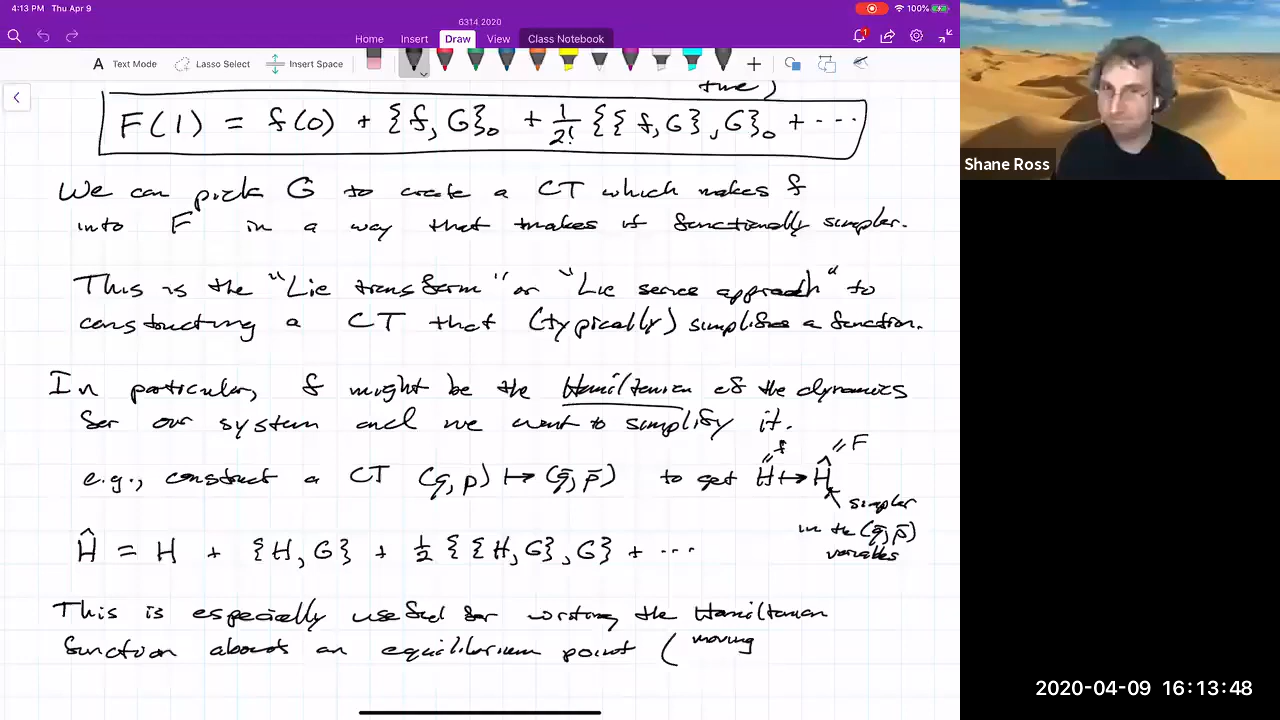 4:13 PM Thu Apr 9
100%
6314 2020
Home Insert Draw View Class Notebook
Text Mode Lasso Select Insert Space
Shane Ross
F(1) = f(0) + {f, G}₀ + 1/2! {{f, G}, G}₀ + ...
We can pick G to create a CT which makes f
into F in a way that makes it functionally simpler.
This is the "Lie transform" or "Lie series approach" to
constructing a CT that (typically) simplifies a function.
In particular, f might be the Hamiltonian of the dynamics
for our system and we want to simplify it.
e.g., construct a CT (q, p) ↦ (q̄, p̄) to get H ↦ Ĥ
= f
= F
simpler
in the (q̄, p̄)
variables
Ĥ = H + {H, G} + 1/2 {{H, G}, G} + ...
This is especially useful for writing the Hamiltonian
function about an equilibrium point (moving
2020-04-09 16:13:48